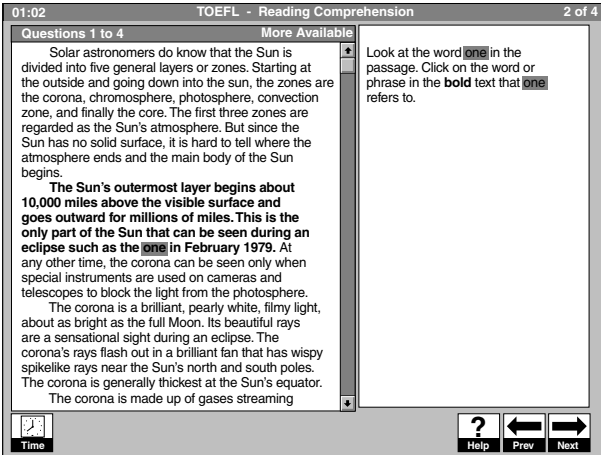 01:02 TOEFL - Reading Comprehension 2 of 4
Questions 1 to 4 More Available
Solar astronomers do know that the Sun is
divided into five general layers or zones. Starting at
the outside and going down into the sun, the zones are
the corona, chromosphere, photosphere, convection
zone, and finally the core. The first three zones are
regarded as the Sun's atmosphere. But since the
Sun has no solid surface, it is hard to tell where the
atmosphere ends and the main body of the Sun
begins.
The Sun's outermost layer begins about
10,000 miles above the visible surface and
goes outward for millions of miles. This is the
only part of the Sun that can be seen during an
eclipse such as the one in February 1979. At
any other time, the corona can be seen only when
special instruments are used on cameras and
telescopes to block the light from the photosphere.
The corona is a brilliant, pearly white, filmy light,
about as bright as the full Moon. Its beautiful rays
are a sensational sight during an eclipse. The
corona's rays flash out in a brilliant fan that has wispy
spikelike rays near the Sun's north and south poles.
The corona is generally thickest at the Sun's equator.
The corona is made up of gases streaming
Look at the word one in the
passage. Click on the word or
phrase in the bold text that one
refers to.
Time
? Help Prev Next